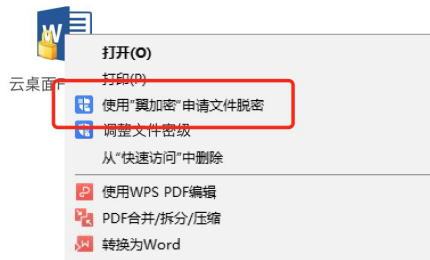 W
云桌面
打开(O)
打印(P)
使用"翼加密"申请文件脱密
调整文件密级
从"快速访问"中删除
使用WPS PDF编辑
PDF合并/拆分/压缩
转换为Word